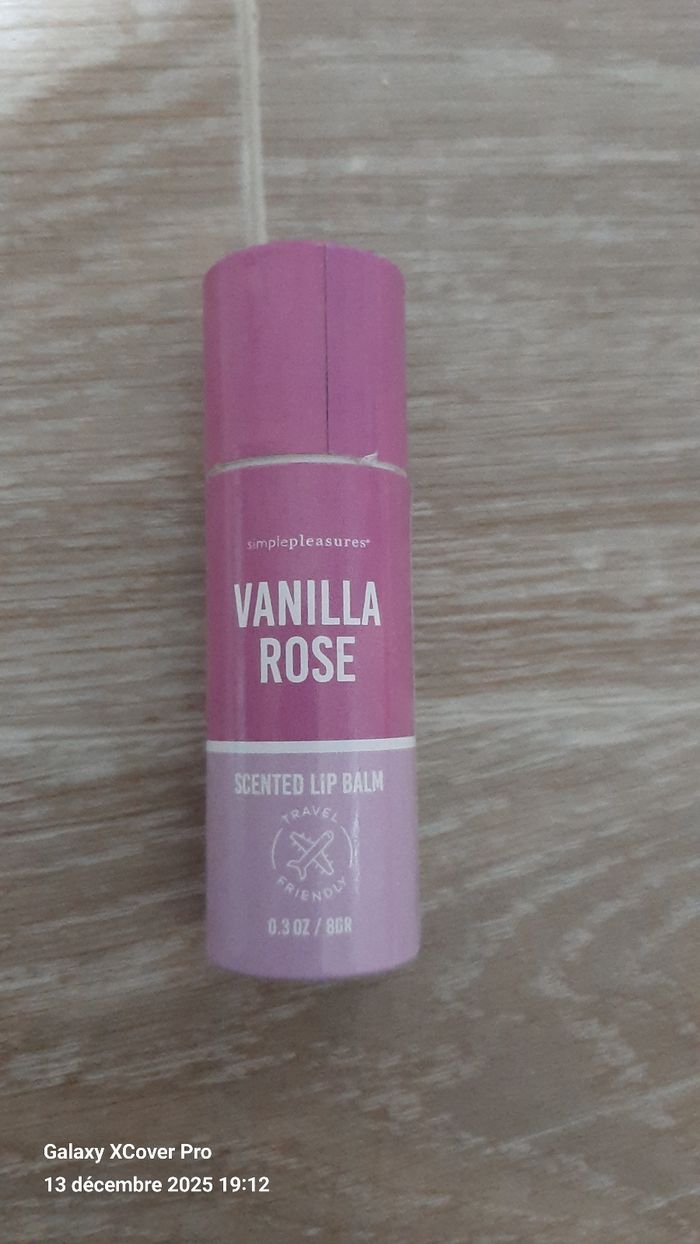 simplepleasures®
VANILLA
ROSE
SCENTED LiP BALM
TRAVEL
FRIENDLY
0.3 OZ / 8GR
Galaxy XCover Pro
13 décembre 2025 19:12